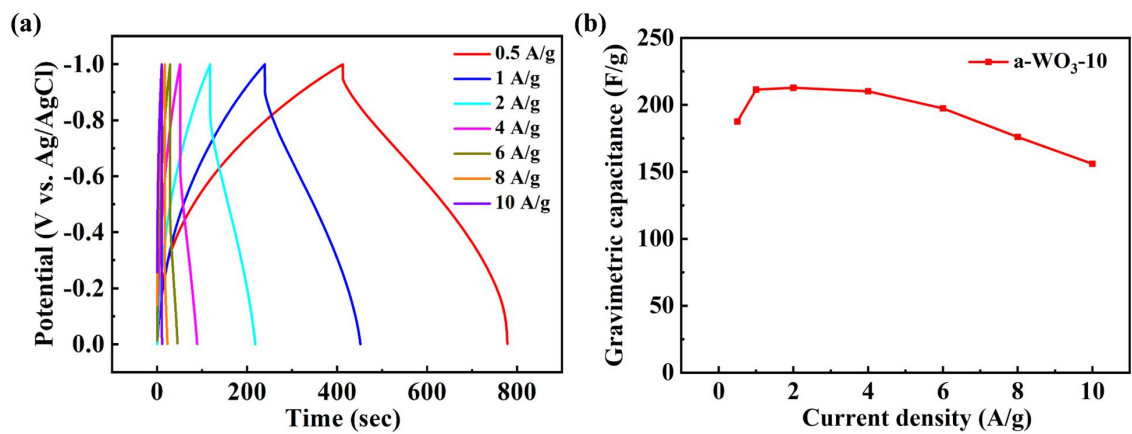 (a)
-1.0
-0.8
-0.6
-0.4
-0.2
0.0
Potential (V vs. Ag/AgCl)
0.5 A/g
1 A/g
2 A/g
4 A/g
6 A/g
8 A/g
10 A/g
0 200 400 600 800
Time (sec)
(b)
250
200
150
100
50
0
Gravimetric capacitance (F/g)
a-WO₃-10
0 2 4 6 8 10
Current density (A/g)